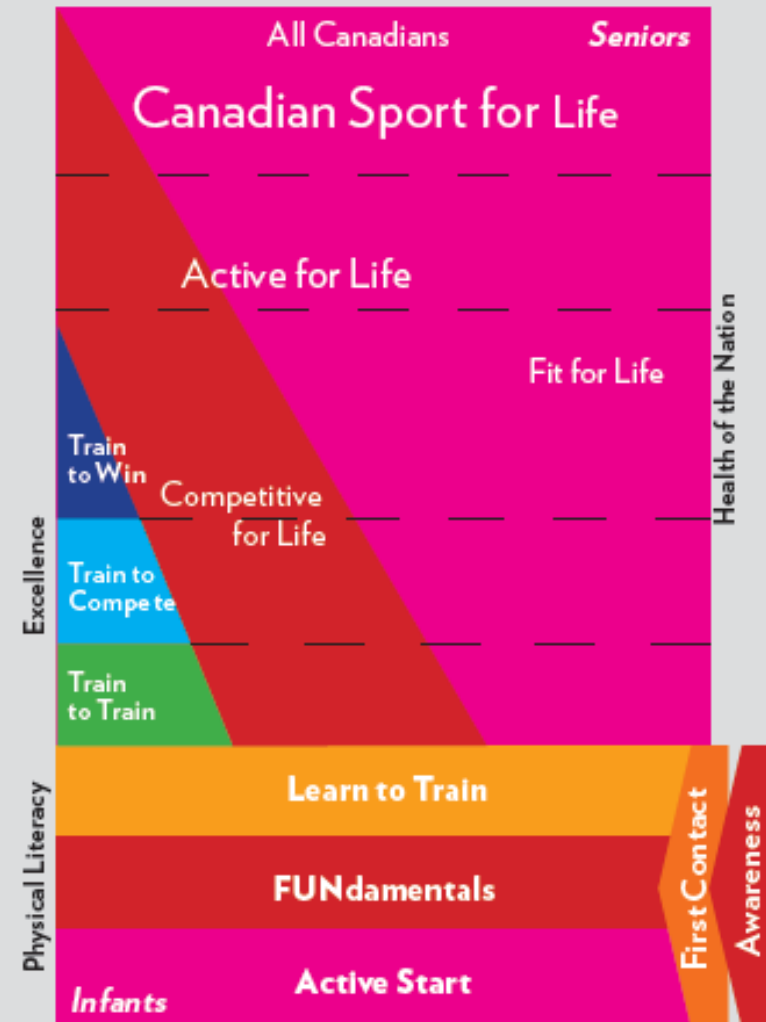 All Canadians
Seniors
Canadian Sport for Life
Active for Life
Fit for Life
Health of the Nation
Train
to Win
Competitive
for Life
Excellence
Train to
Compete
Train
to Train
Learn to Train
Physical Literacy
FUNdamentals
First Contact
Awareness
Active Start
Infants